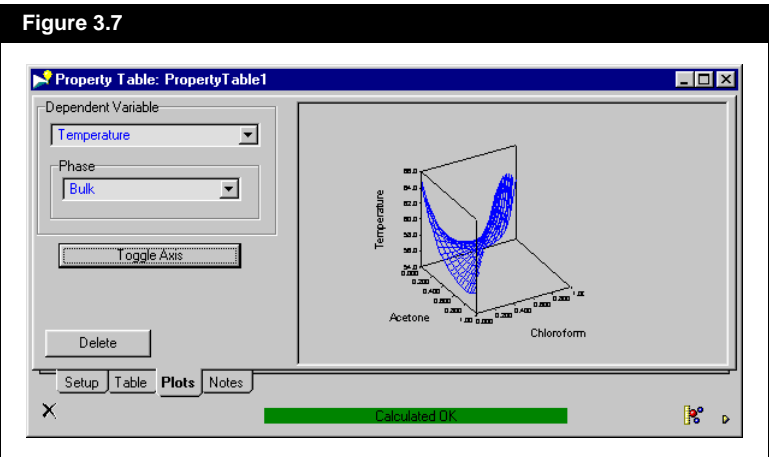 Figure 3.7
Property Table: PropertyTable1
Dependent Variable
Temperature
Phase
Bulk
Toggle Axis
Delete
Temperature
Acetone
Chloroform
Setup
Table
Plots
Notes
Calculated OK